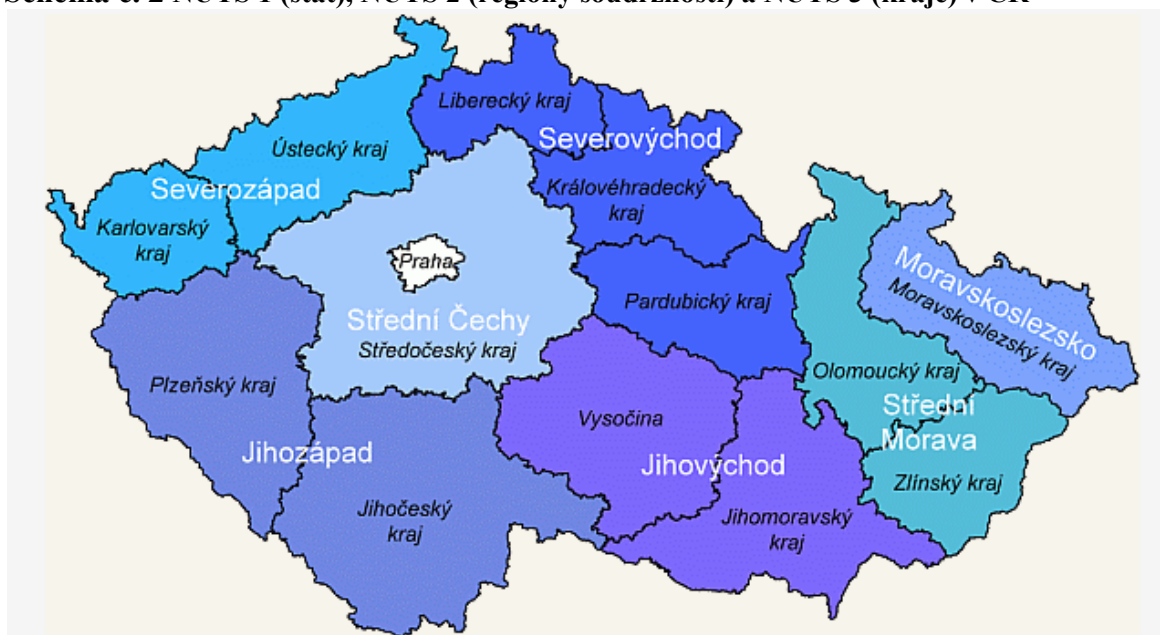 Schéma č. 2 NUTS 1 (stát), NUTS 2 (regiony soudržnosti) a NUTS 3 (kraje) v ČR
Liberecký kraj
Severovýchod
Ústecký kraj
Severozápad
Královéhradecký
kraj
Karlovarský
kraj
Praha
Moravskoslezsko
Moravskoslezský kraj
Pardubický kraj
Střední Čechy
Středočeský kraj
Plzeňský kraj
Olomoucký kraj
Střední
Morava
Vysočina
Jihozápad
Jihovýchod
Zlínský kraj
Jihočeský
kraj
Jihomoravský
kraj